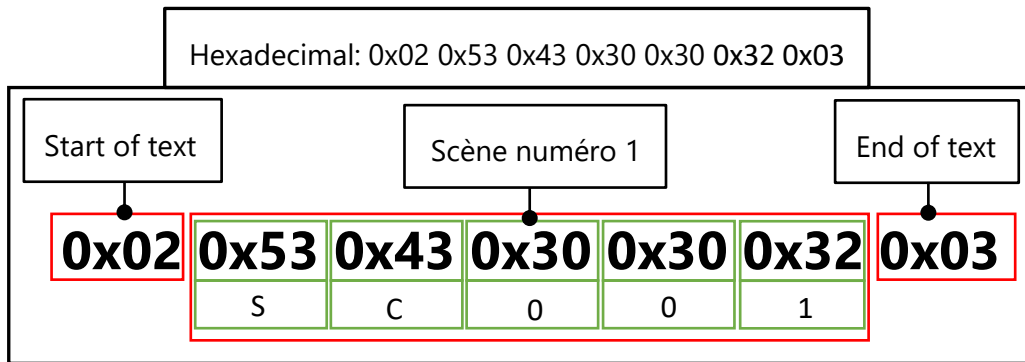 Hexadecimal: 0x02 0x53 0x43 0x30 0x30 0x32 0x03
Start of text
Scène numéro 1
End of text
0x02 0x53 0x43 0x30 0x30 0x32 0x03
S C 0 0 1